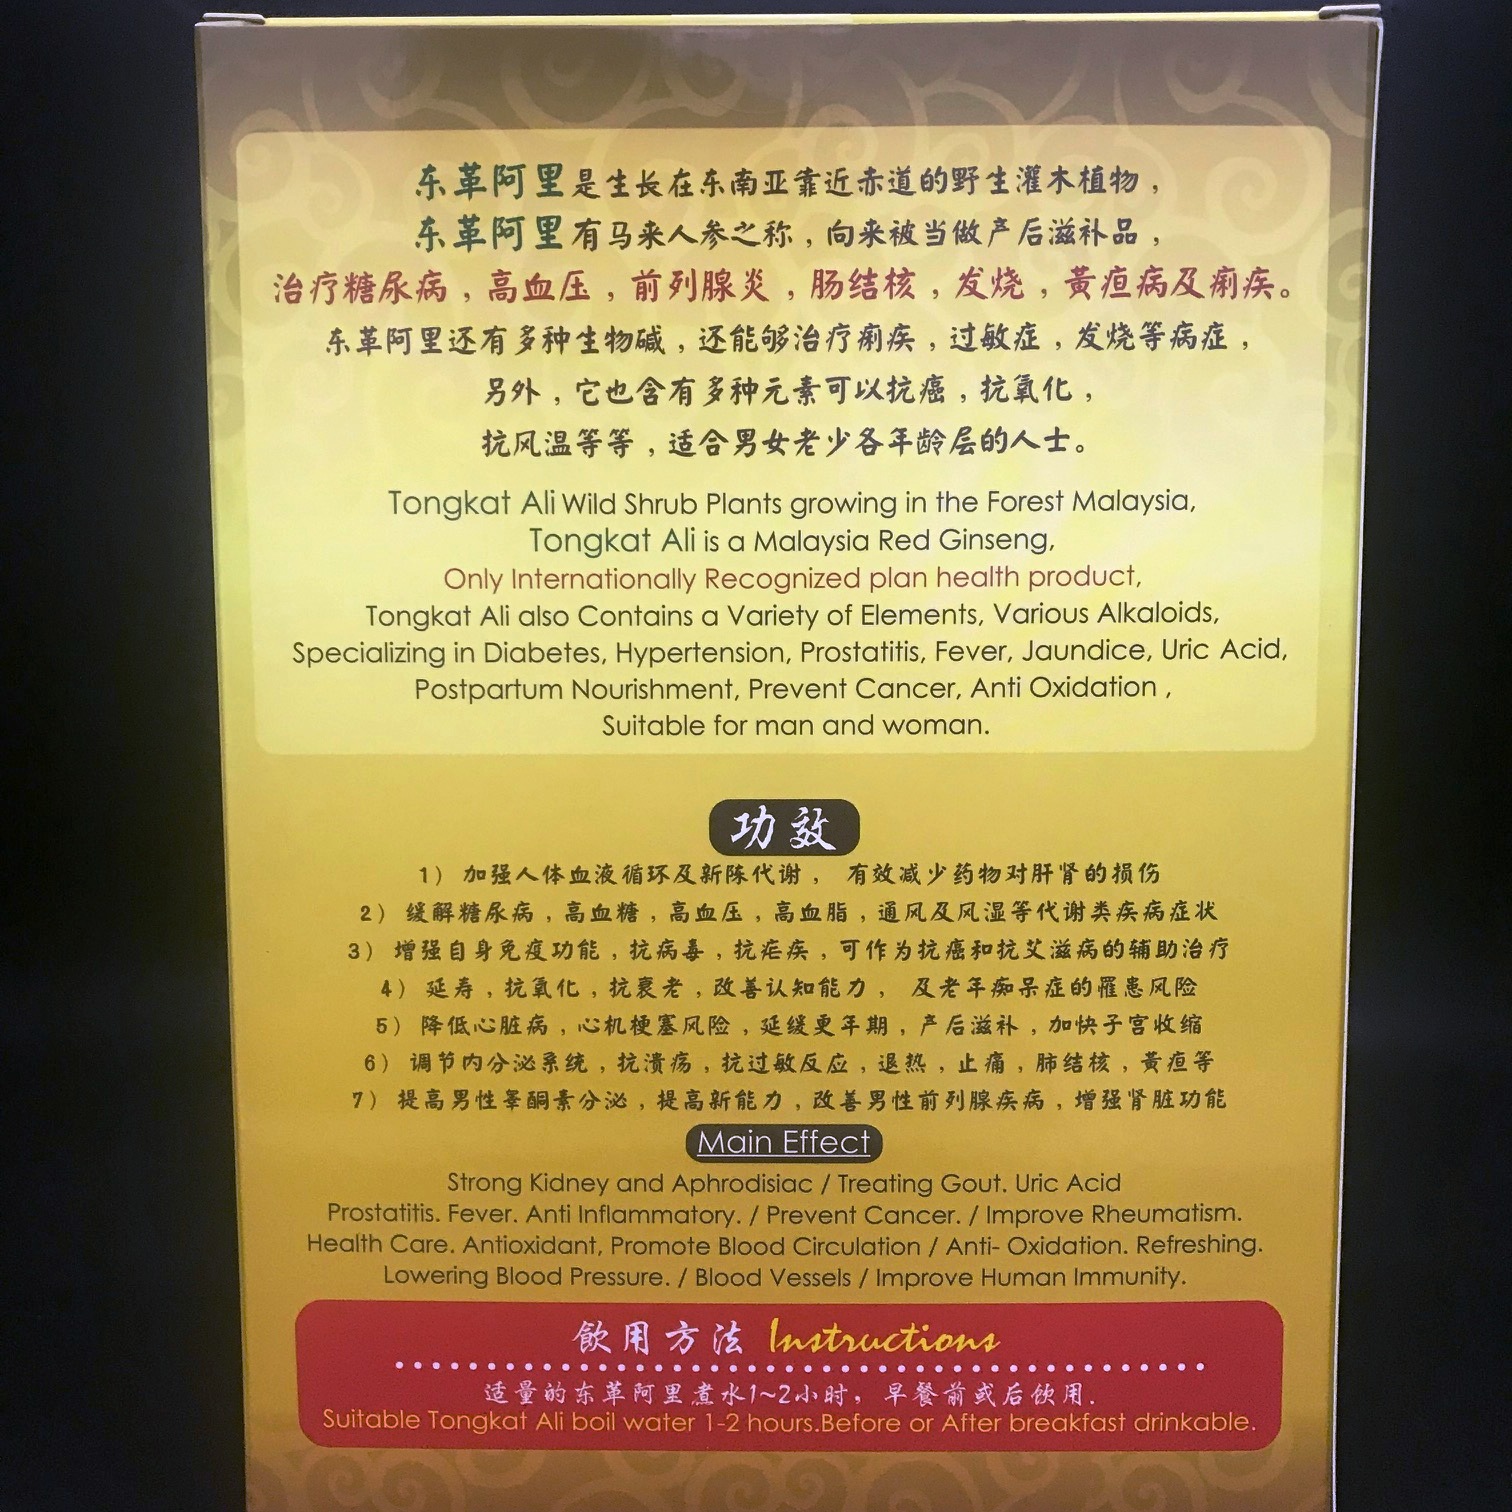 东革阿里是生长在东南亚靠近赤道的野生灌木植物，
东革阿里有马来人参之称，向来被当做产后滋补品，
治疗糖尿病，高血压，前列腺炎，肠结核，发烧，黄疸病及痢疾。
东革阿里还有多种生物碱，还能够治疗痢疾，过敏症，发烧等病症，
另外，它也含有多种元素可以抗癌，抗氧化，
抗风温等等，适合男女老少各年龄层的人士。
Tongkat Ali Wild Shrub Plants growing in the Forest Malaysia,
Tongkat Ali is a Malaysia Red Ginseng,
Only Internationally Recognized plan health product,
Tongkat Ali also Contains a Variety of Elements, Various Alkaloids,
Specializing in Diabetes, Hypertension, Prostatitis, Fever, Jaundice, Uric Acid,
Postpartum Nourishment, Prevent Cancer, Anti Oxidation ,
Suitable for man and woman.
功效
1） 加强人体血液循环及新陈代谢， 有效减少药物对肝肾的损伤
2） 缓解糖尿病，高血糖，高血压，高血脂，通风及风湿等代谢类疾病症状
3） 增强自身免疫功能，抗病毒，抗疟疾，可作为抗癌和抗艾滋病的辅助治疗
4） 延寿，抗氧化，抗衰老，改善认知能力， 及老年痴呆症的罹患风险
5） 降低心脏病，心机梗塞风险，延缓更年期，产后滋补，加快子宫收缩
6） 调节内分泌系统，抗溃疡，抗过敏反应，退热，止痛，肺结核，黄疸等
7） 提高男性睾酮素分泌，提高新能力，改善男性前列腺疾病，增强肾脏功能
Main Effect
Strong Kidney and Aphrodisiac / Treating Gout. Uric Acid
Prostatitis. Fever. Anti Inflammatory. / Prevent Cancer. / Improve Rheumatism.
Health Care. Antioxidant, Promote Blood Circulation / Anti- Oxidation. Refreshing.
Lowering Blood Pressure. / Blood Vessels / Improve Human Immunity.
飲用方法 Instructions
适量的东革阿里煮水1~2小时，早餐前或后饮用.
Suitable Tongkat Ali boil water 1-2 hours.Before or After breakfast drinkable.